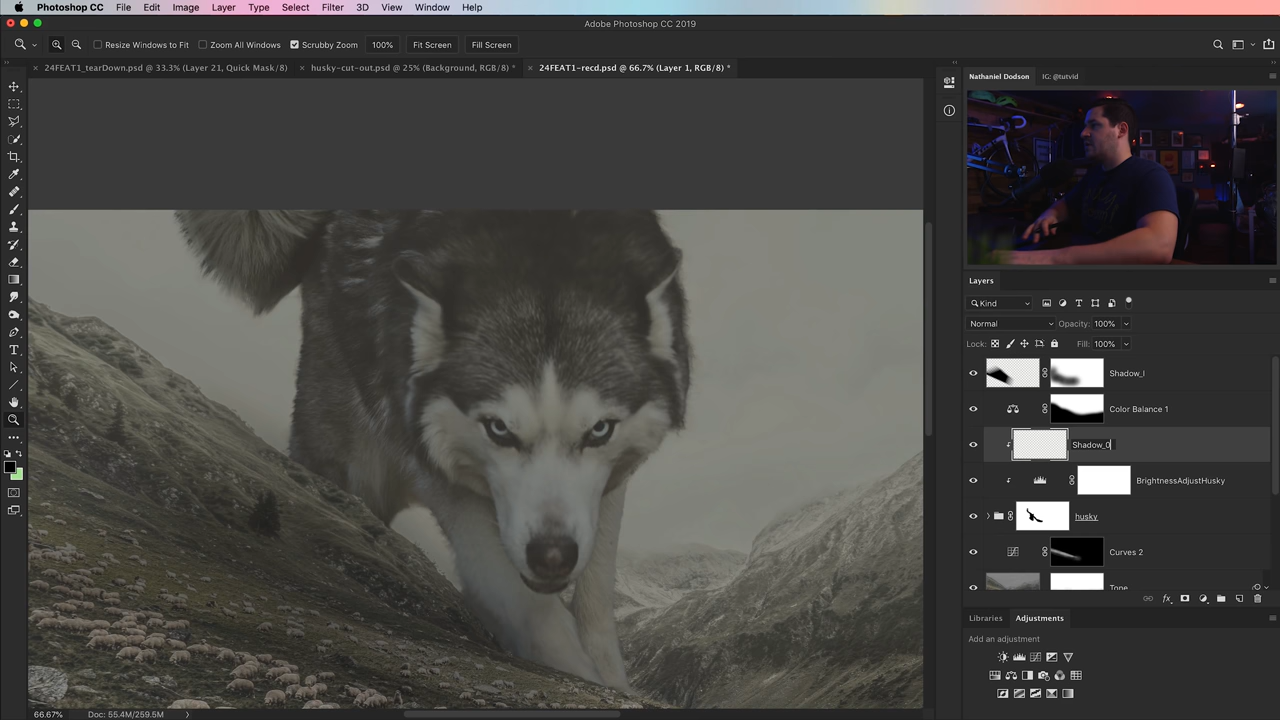 Photoshop CC File Edit Image Layer Type Select Filter 3D View Window Help
Adobe Photoshop CC 2019
Resize Windows to Fit Zoom All Windows Scrubby Zoom 100% Fit Screen Fill Screen
24FEAT1_tearDown.psd @ 33.3% (Layer 21, Quick Mask/8) husky-cut-out.psd @ 25% (Background, RGB/8) * 24FEAT1-recd.psd @ 66.7% (Layer 1, RGB/8) *
Nathaniel Dodson IG: @tutvid
Layers
Kind
Normal Opacity: 100%
Lock: Fill: 100%
Shadow_l
Color Balance 1
Shadow_0
BrightnessAdjustHusky
husky
Curves 2
Tone
Libraries Adjustments
Add an adjustment
66.67% Doc: 55.4M/259.5M